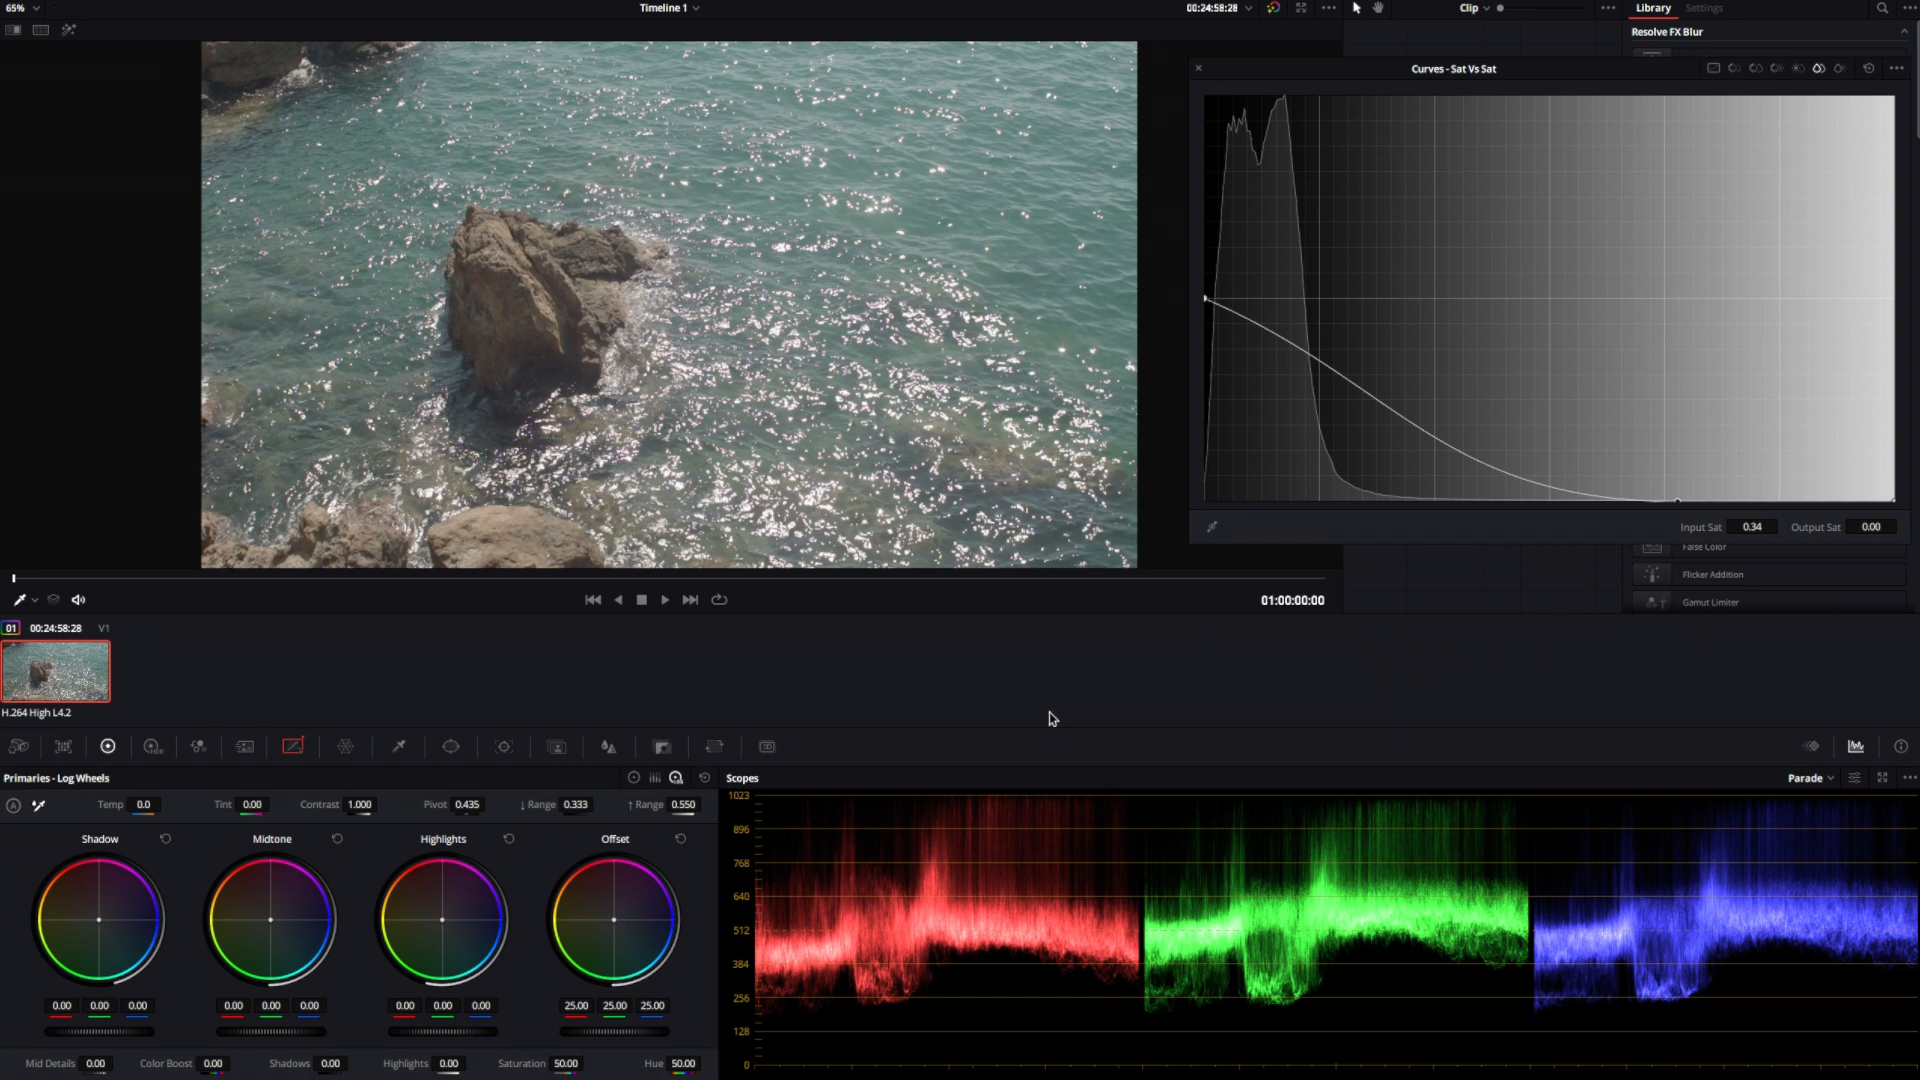 65%
Timeline 1
00:24:58:28
Clip
Library
Settings
Resolve FX Blur
Curves - Sat Vs Sat
Input Sat 0.34 Output Sat 0.00
False Color
Flicker Addition
Gamut Limiter
01:00:00:00
01 00:24:58:28 V1
H.264 High L4.2
Primaries - Log Wheels
Temp 0.0 Tint 0.00 Contrast 1.000 Pivot 0.435 ↓ Range 0.333 ↑ Range 0.550
Shadow Midtone Highlights Offset
0.00 0.00 0.00 0.00 0.00 0.00 0.00 0.00 0.00 25.00 25.00 25.00
Mid Details 0.00 Color Boost 0.00 Shadows 0.00 Highlights 0.00 Saturation 50.00 Hue 50.00
Scopes
Parade
1023
896
768
640
512
384
256
128
0